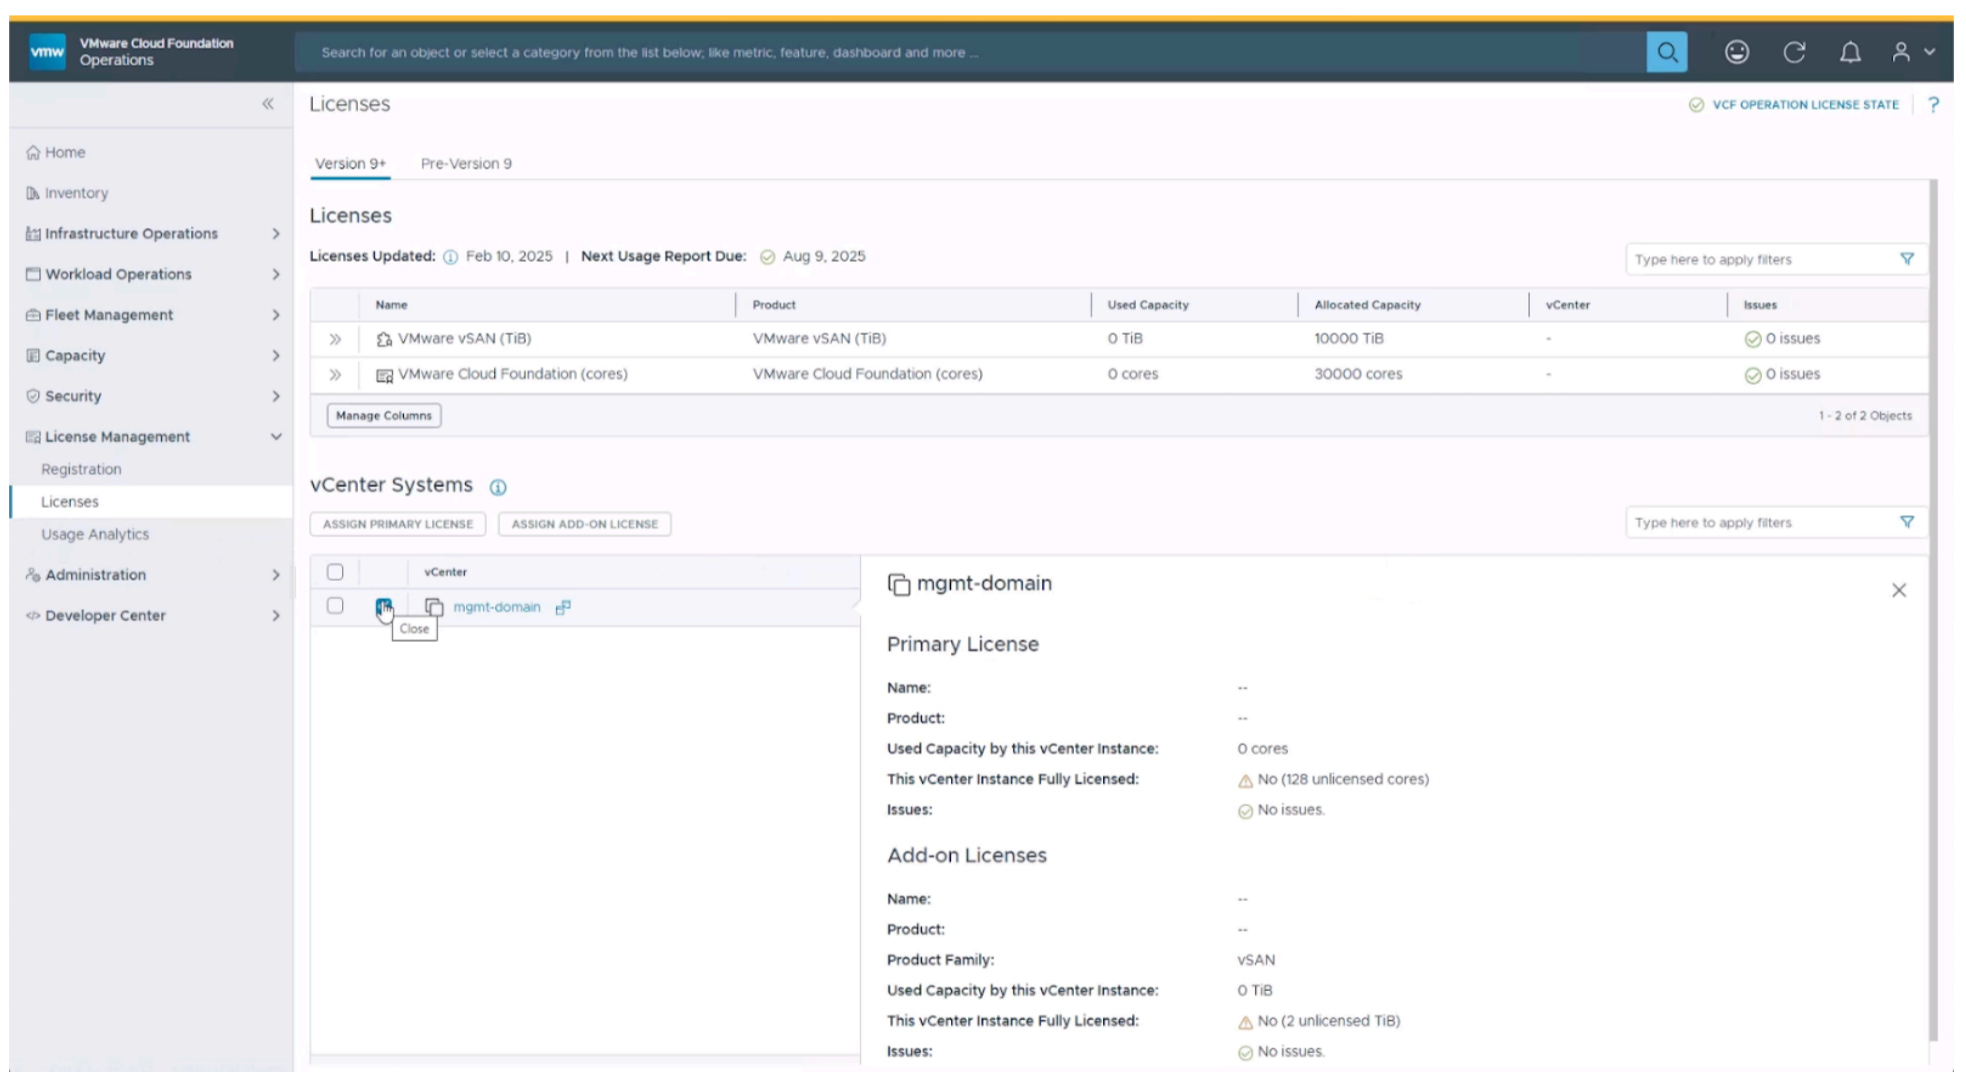 vmw
VMware Cloud Foundation
Operations
Search for an object or select a category from the list below; like metric, feature, dashboard and more ...
Home
Inventory
Infrastructure Operations
Workload Operations
Fleet Management
Capacity
Security
License Management
Registration
Licenses
Usage Analytics
Administration
Developer Center
Licenses
VCF OPERATION LICENSE STATE ?
Version 9+ Pre-Version 9
Licenses
Licenses Updated: Feb 10, 2025 | Next Usage Report Due: Aug 9, 2025
Type here to apply filters
Name Product Used Capacity Allocated Capacity vCenter Issues
VMware vSAN (TiB) VMware vSAN (TiB) 0 TiB 10000 TiB - 0 issues
VMware Cloud Foundation (cores) VMware Cloud Foundation (cores) 0 cores 30000 cores - 0 issues
Manage Columns 1 - 2 of 2 Objects
vCenter Systems
ASSIGN PRIMARY LICENSE ASSIGN ADD-ON LICENSE
Type here to apply filters
vCenter
mgmt-domain
Close
mgmt-domain
Primary License
Name: --
Product: --
Used Capacity by this vCenter Instance: 0 cores
This vCenter Instance Fully Licensed: No (128 unlicensed cores)
Issues: No issues.
Add-on Licenses
Name: --
Product: --
Product Family: vSAN
Used Capacity by this vCenter Instance: 0 TiB
This vCenter Instance Fully Licensed: No (2 unlicensed TiB)
Issues: No issues.